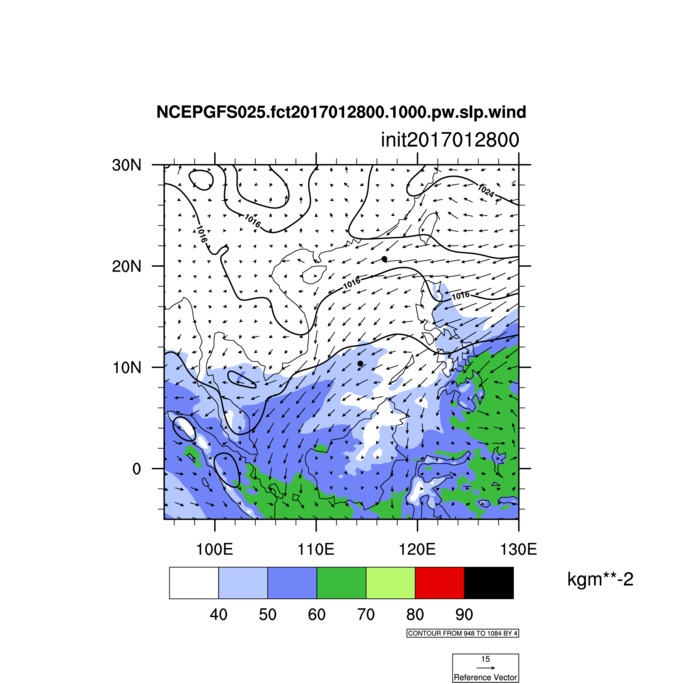 NCEPGFS025.fct2017012800.1000.pw.slp.wind
init2017012800
30N
20N
10N
0
1024
1016
1016
1016
1016
100E 110E 120E 130E
40 50 60 70 80 90
kgm**-2
CONTOUR FROM 948 TO 1084 BY 4
15
Reference Vector